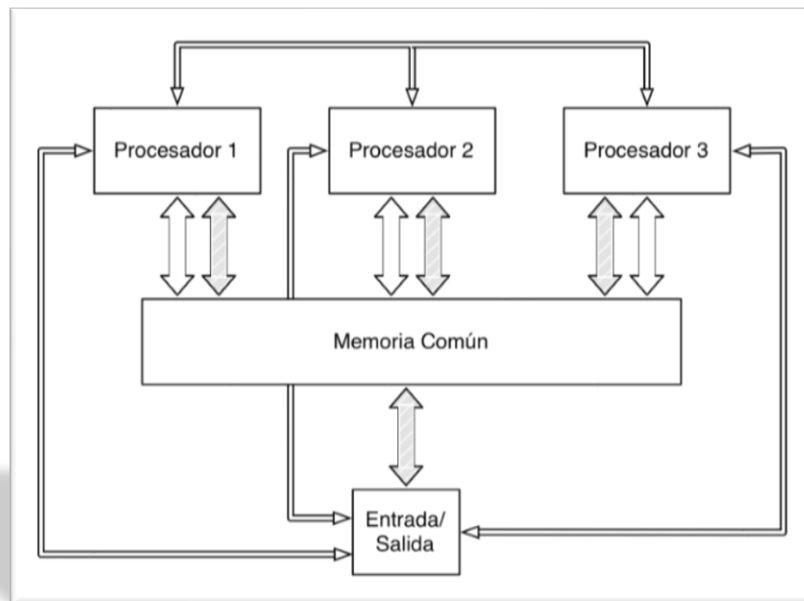 Procesador 1
Procesador 2
Procesador 3
Memoria Común
Entrada/
Salida